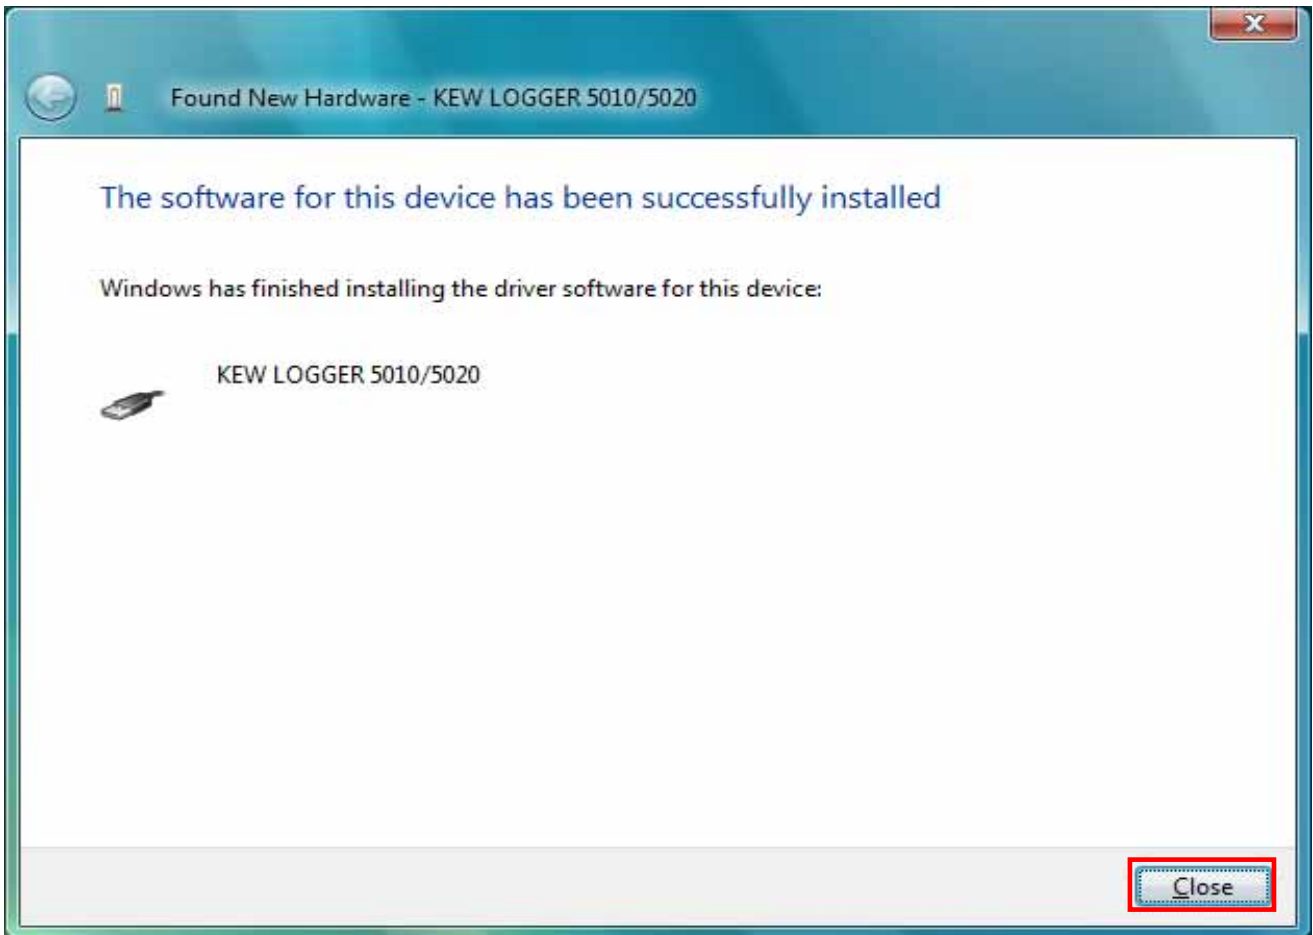 Found New Hardware - KEW LOGGER 5010/5020
The software for this device has been successfully installed
Windows has finished installing the driver software for this device:
KEW LOGGER 5010/5020
Close